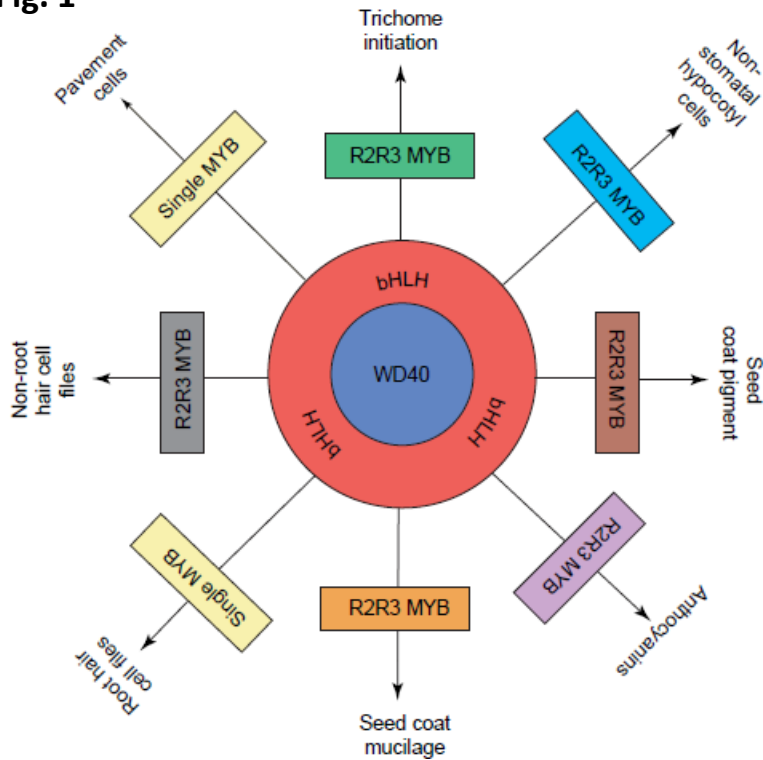 Fig. 1
Trichome
initiation
Pavement
cells
Non-
stomatal
hypocotyl
cells
Single MYB
R2R3 MYB
R2R3 MYB
bHLH
Non-root
hair cell
files
R2R3 MYB
WD40
R2R3 MYB
Seed
coat pigment
bHLH
bHLH
Single MYB
R2R3 MYB
R2R3 MYB
Root hair
cell files
Anthocyanins
Seed coat
mucilage